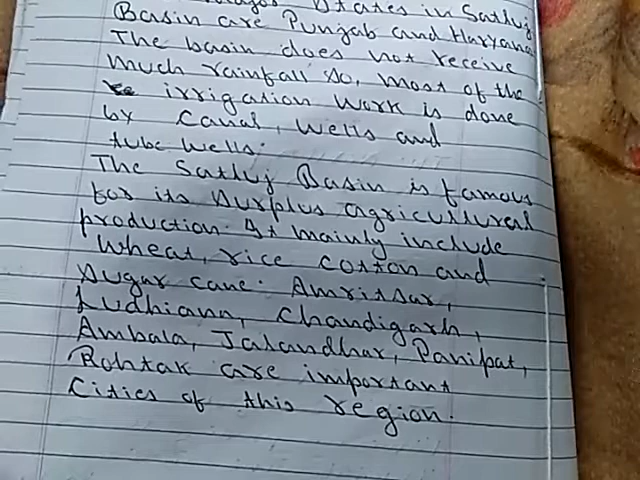 States in Satluj
Basin are Punjab and Haryana
The basin does not receive
much rainfall so, most of the
irrigation work is done
by Canal, Wells and
tube wells.
The Satluj Basin is famous
for its surplus agricultural
production. It mainly include
Wheat, rice cotton and
Sugar cane. Amritsar,
Ludhiann, Chandigarh,
Ambala, Jalandhar, Panipat,
Rohtak are important
Cities of this region.